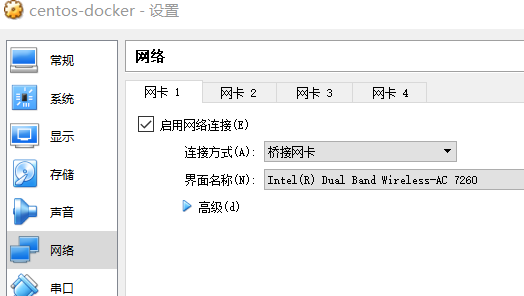 centos-docker - 设置
常规
系统
显示
存储
声音
网络
串口
网络
网卡 1 网卡 2 网卡 3 网卡 4
启用网络连接(E)
连接方式(A): 桥接网卡
界面名称(N): Intel(R) Dual Band Wireless-AC 7260
高级(d)